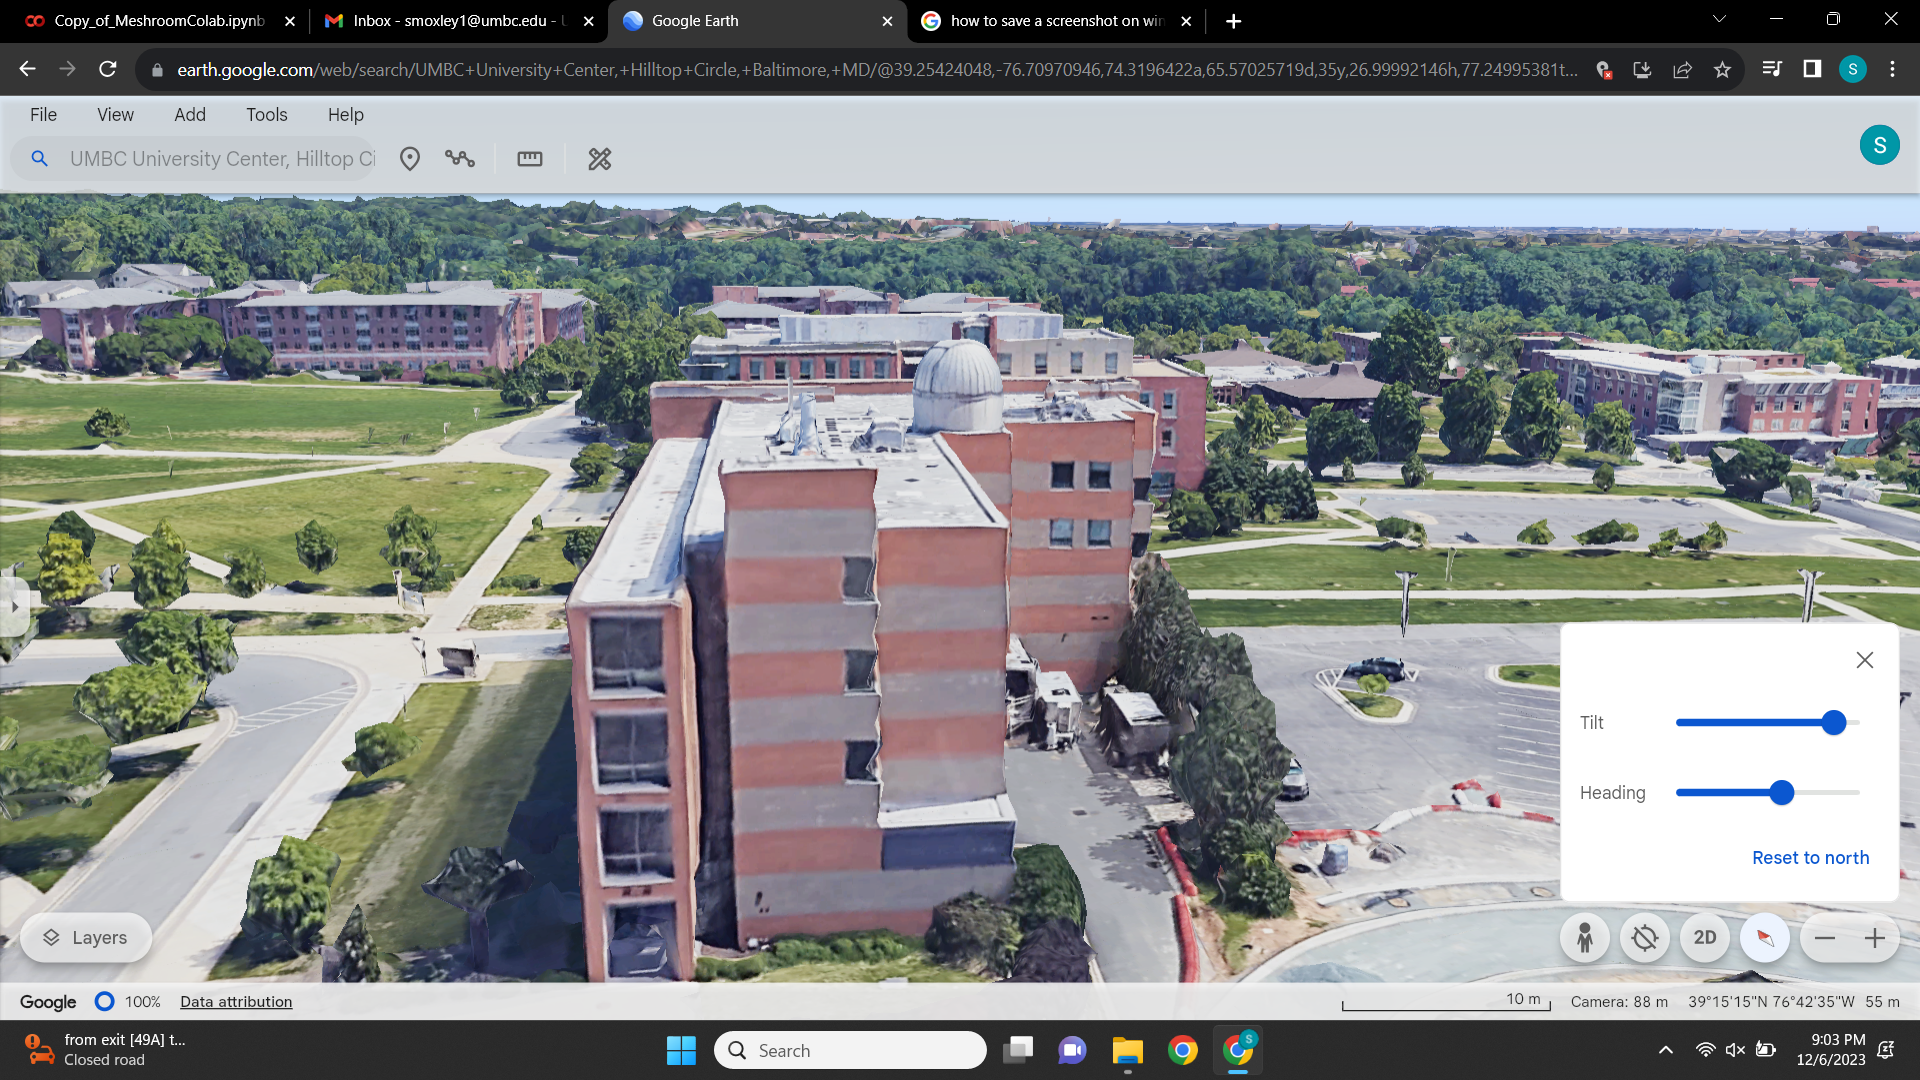 Copy_of_MeshroomColab.ipynb
Inbox - smoxley1@umbc.edu - U
Google Earth
how to save a screenshot on win
earth.google.com/web/search/UMBC+University+Center,+Hilltop+Circle,+Baltimore,+MD/@39.25424048,-76.70970946,74.3196422a,65.57025719d,35y,26.99992146h,77.24995381t...
S
File
View
Add
Tools
Help
UMBC University Center, Hilltop Ci
S
Tilt
Heading
Reset to north
Layers
2D
Google
100%
Data attribution
10 m
Camera: 88 m
39°15'15"N 76°42'35"W
55 m
from exit [49A] t...
Closed road
Search
S
9:03 PM
12/6/2023